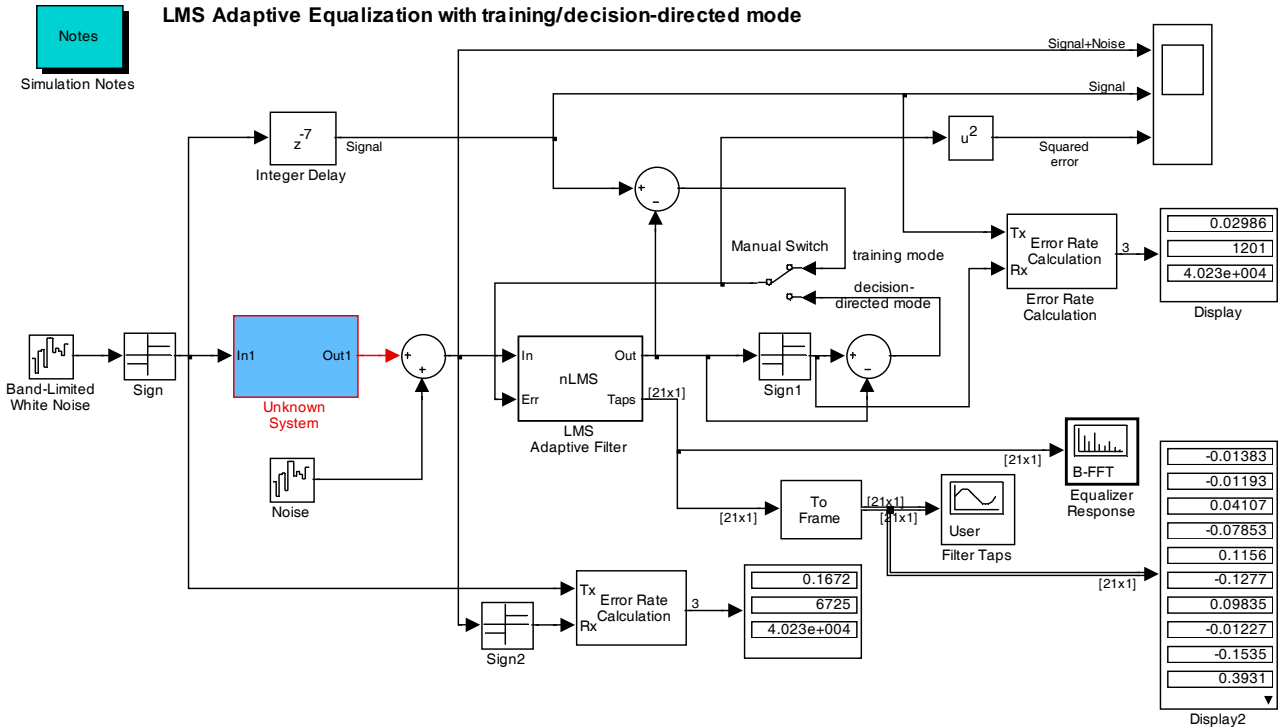 LMS Adaptive Equalization with training/decision-directed mode
Notes
Simulation Notes
Signal+Noise
Signal
z^-7
Signal
Integer Delay
u^2
Squared
error
+
−
Manual Switch
training mode
decision-
directed mode
Tx
Rx
Error Rate
Calculation
3
Error Rate
Calculation
0.02986
1201
4.023e+004
Display
Band-Limited
White Noise
Sign
In1
Out1
Unknown
System
+
+
Noise
In
Err
nLMS
Out
Taps
LMS
Adaptive Filter
[21x1]
Sign1
+
−
[21x1]
B-FFT
Equalizer
Response
[21x1]
To
Frame
[21x1]
[21x1]
User
Filter Taps
[21x1]
-0.01383
-0.01193
0.04107
-0.07853
0.1156
-0.1277
0.09835
-0.01227
-0.1535
0.3931
Display2
Sign2
Tx
Rx
Error Rate
Calculation
3
0.1672
6725
4.023e+004